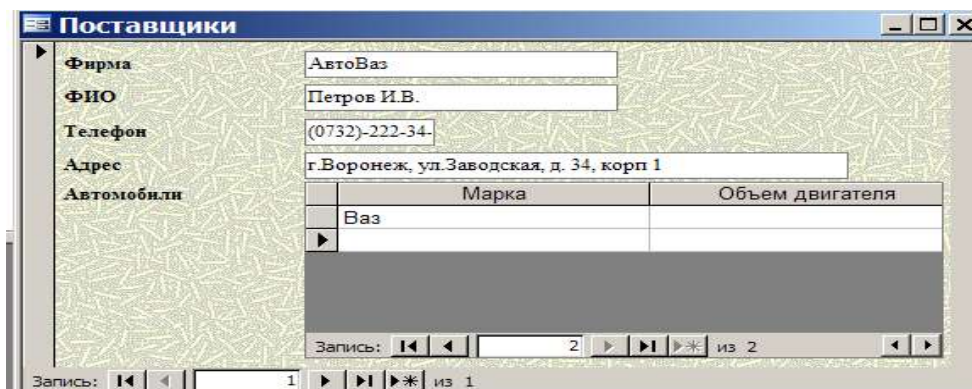 Поставщики
Фирма АвтоВаз
ФИО Петров И.В.
Телефон (0732)-222-34-
Адрес г.Воронеж, ул.Заводская, д. 34, корп 1
Автомобили Марка Объем двигателя
Ваз
Запись: 2 из 2
Запись: 1 из 1